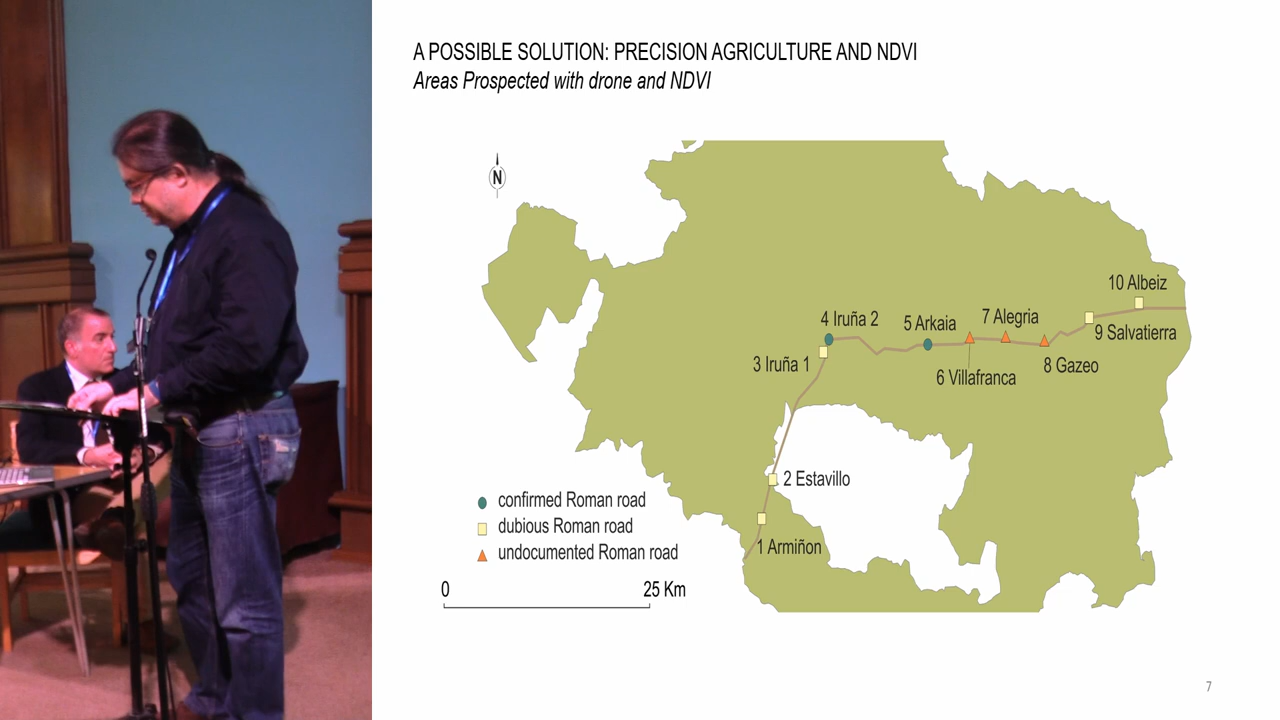 A POSSIBLE SOLUTION: PRECISION AGRICULTURE AND NDVI
Areas Prospected with drone and NDVI
N
10 Albeiz
4 Iruña 2
5 Arkaia
7 Alegria
9 Salvatierra
3 Iruña 1
6 Villafranca
8 Gazeo
2 Estavillo
1 Armiñon
confirmed Roman road
dubious Roman road
undocumented Roman road
0
25 Km
7